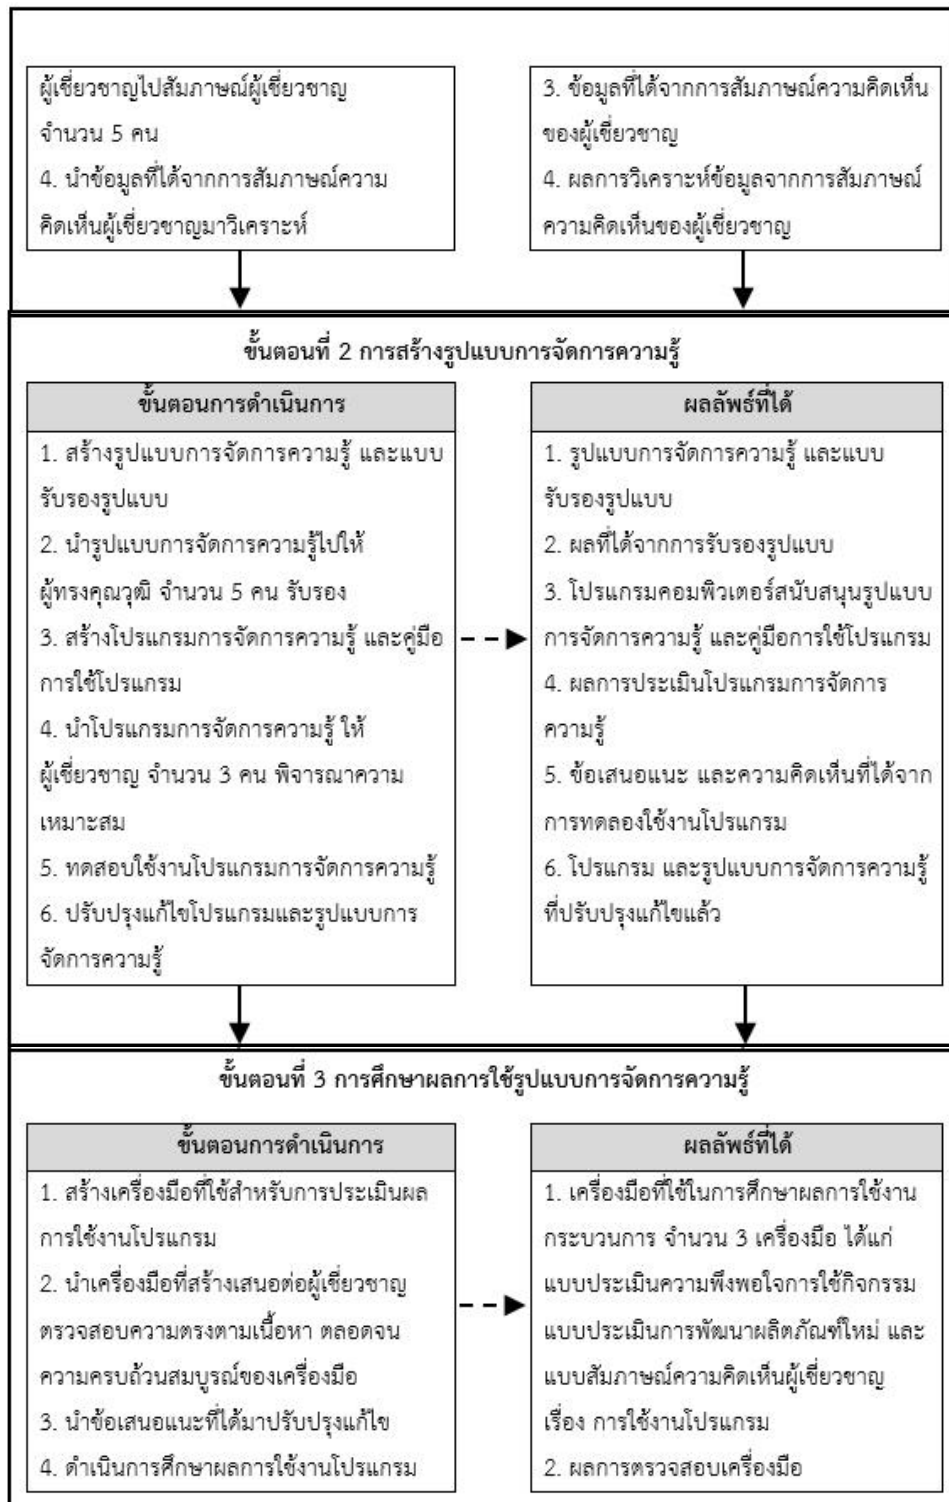 ผู้เชี่ยวชาญไปสัมภาษณ์ผู้เชี่ยวชาญ
จำนวน 5 คน
4. นำข้อมูลที่ได้จากการสัมภาษณ์ความ
คิดเห็นผู้เชี่ยวชาญมาวิเคราะห์
3. ข้อมูลที่ได้จากการสัมภาษณ์ความคิดเห็น
ของผู้เชี่ยวชาญ
4. ผลการวิเคราะห์ข้อมูลจากการสัมภาษณ์
ความคิดเห็นของผู้เชี่ยวชาญ
ขั้นตอนที่ 2 การสร้างรูปแบบการจัดการความรู้
ขั้นตอนการดำเนินการ
1. สร้างรูปแบบการจัดการความรู้ และแบบ
รับรองรูปแบบ
2. นำรูปแบบการจัดการความรู้ไปให้
ผู้ทรงคุณวุฒิ จำนวน 5 คน รับรอง
3. สร้างโปรแกรมการจัดการความรู้ และคู่มือ
การใช้โปรแกรม
4. นำโปรแกรมการจัดการความรู้ ให้
ผู้เชี่ยวชาญ จำนวน 3 คน พิจารณาความ
เหมาะสม
5. ทดสอบใช้งานโปรแกรมการจัดการความรู้
6. ปรับปรุงแก้ไขโปรแกรมและรูปแบบการ
จัดการความรู้
ผลลัพธ์ที่ได้
1. รูปแบบการจัดการความรู้ และแบบ
รับรองรูปแบบ
2. ผลที่ได้จากการรับรองรูปแบบ
3. โปรแกรมคอมพิวเตอร์สนับสนุนรูปแบบ
การจัดการความรู้ และคู่มือการใช้โปรแกรม
4. ผลการประเมินโปรแกรมการจัดการ
ความรู้
5. ข้อเสนอแนะ และความคิดเห็นที่ได้จาก
การทดลองใช้งานโปรแกรม
6. โปรแกรม และรูปแบบการจัดการความรู้
ที่ปรับปรุงแก้ไขแล้ว
ขั้นตอนที่ 3 การศึกษาผลการใช้รูปแบบการจัดการความรู้
ขั้นตอนการดำเนินการ
1. สร้างเครื่องมือที่ใช้สำหรับการประเมินผล
การใช้งานโปรแกรม
2. นำเครื่องมือที่สร้างเสนอต่อผู้เชี่ยวชาญ
ตรวจสอบความตรงตามเนื้อหา ตลอดจน
ความครบถ้วนสมบูรณ์ของเครื่องมือ
3. นำข้อเสนอแนะที่ได้มาปรับปรุงแก้ไข
4. ดำเนินการศึกษาผลการใช้งานโปรแกรม
ผลลัพธ์ที่ได้
1. เครื่องมือที่ใช้ในการศึกษาผลการใช้งาน
กระบวนการ จำนวน 3 เครื่องมือ ได้แก่
แบบประเมินความพึงพอใจการใช้กิจกรรม
แบบประเมินการพัฒนาผลิตภัณฑ์ใหม่ และ
แบบสัมภาษณ์ความคิดเห็นผู้เชี่ยวชาญ
เรื่อง การใช้งานโปรแกรม
2. ผลการตรวจสอบเครื่องมือ